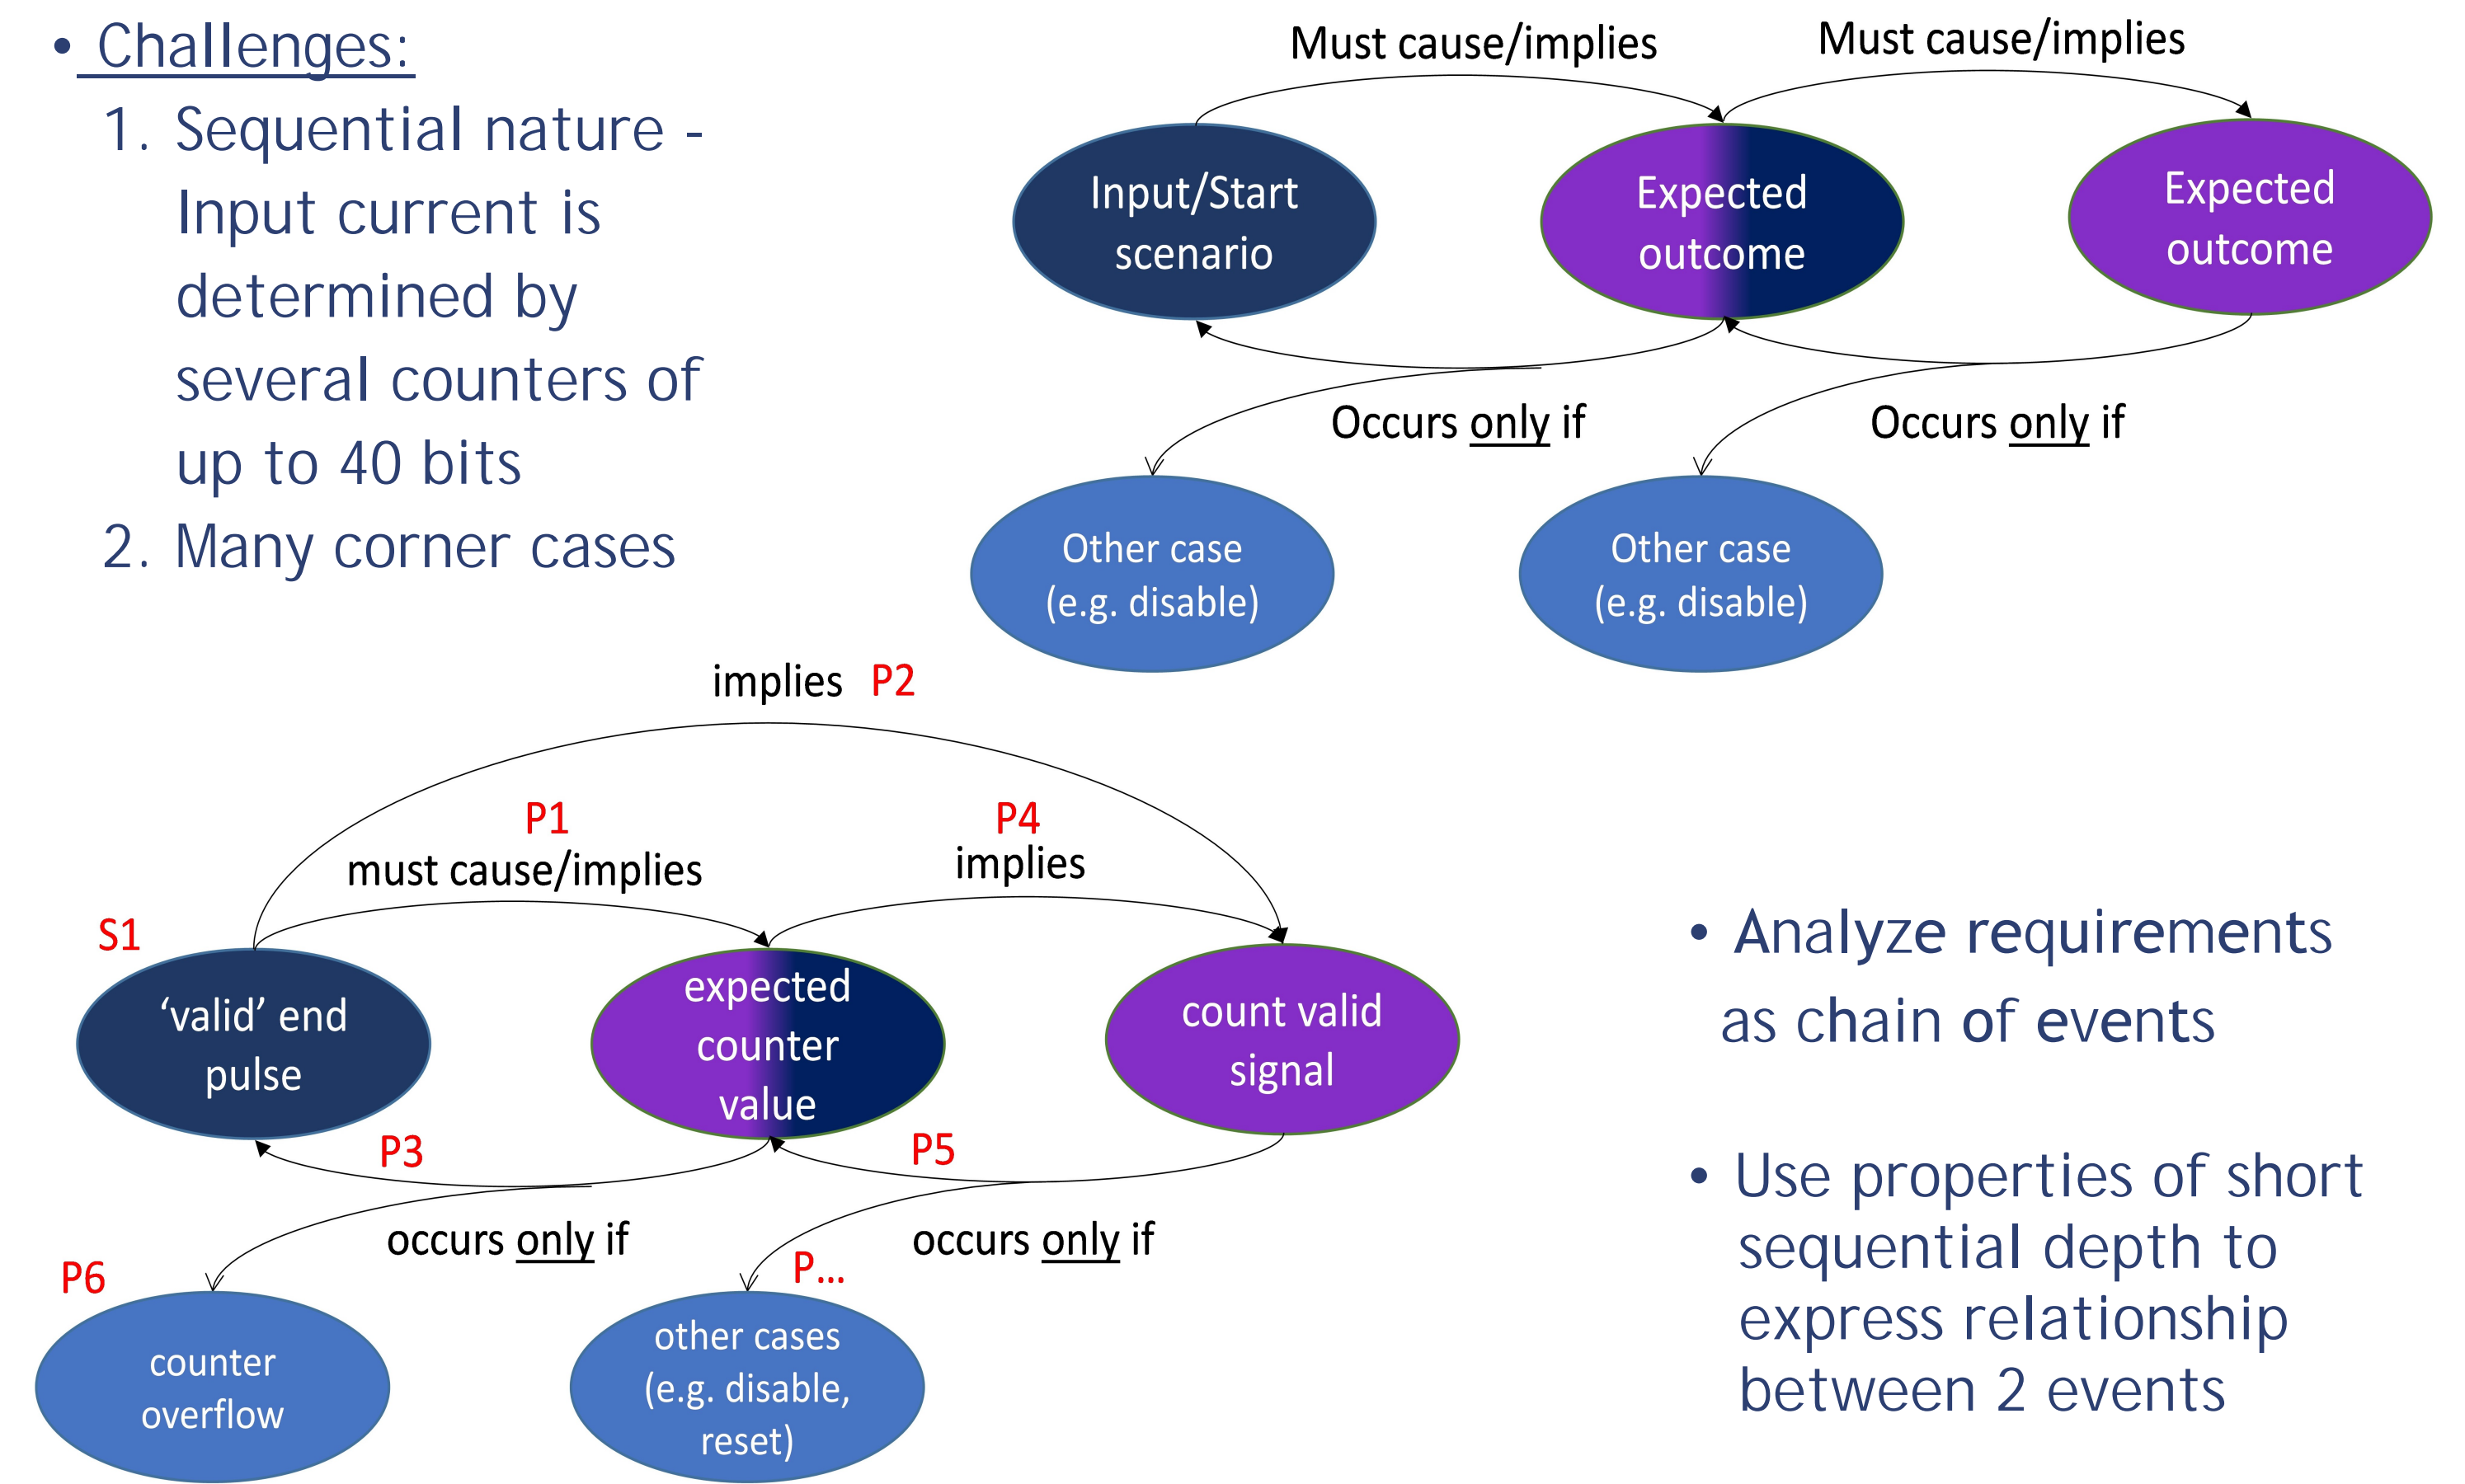 • Challenges:
1. Sequential nature -
Input current is
determined by
several counters of
up to 40 bits
2. Many corner cases
Must cause/implies
Must cause/implies
Input/Start
scenario
Expected
outcome
Expected
outcome
Occurs only if
Occurs only if
Other case
(e.g. disable)
Other case
(e.g. disable)
implies P2
P1
must cause/implies
P4
implies
S1
‘valid’ end
pulse
expected
counter
value
count valid
signal
P3
P5
occurs only if
occurs only if
P6
P...
counter
overflow
other cases
(e.g. disable,
reset)
• Analyze requirements
as chain of events
• Use properties of short
sequential depth to
express relationship
between 2 events